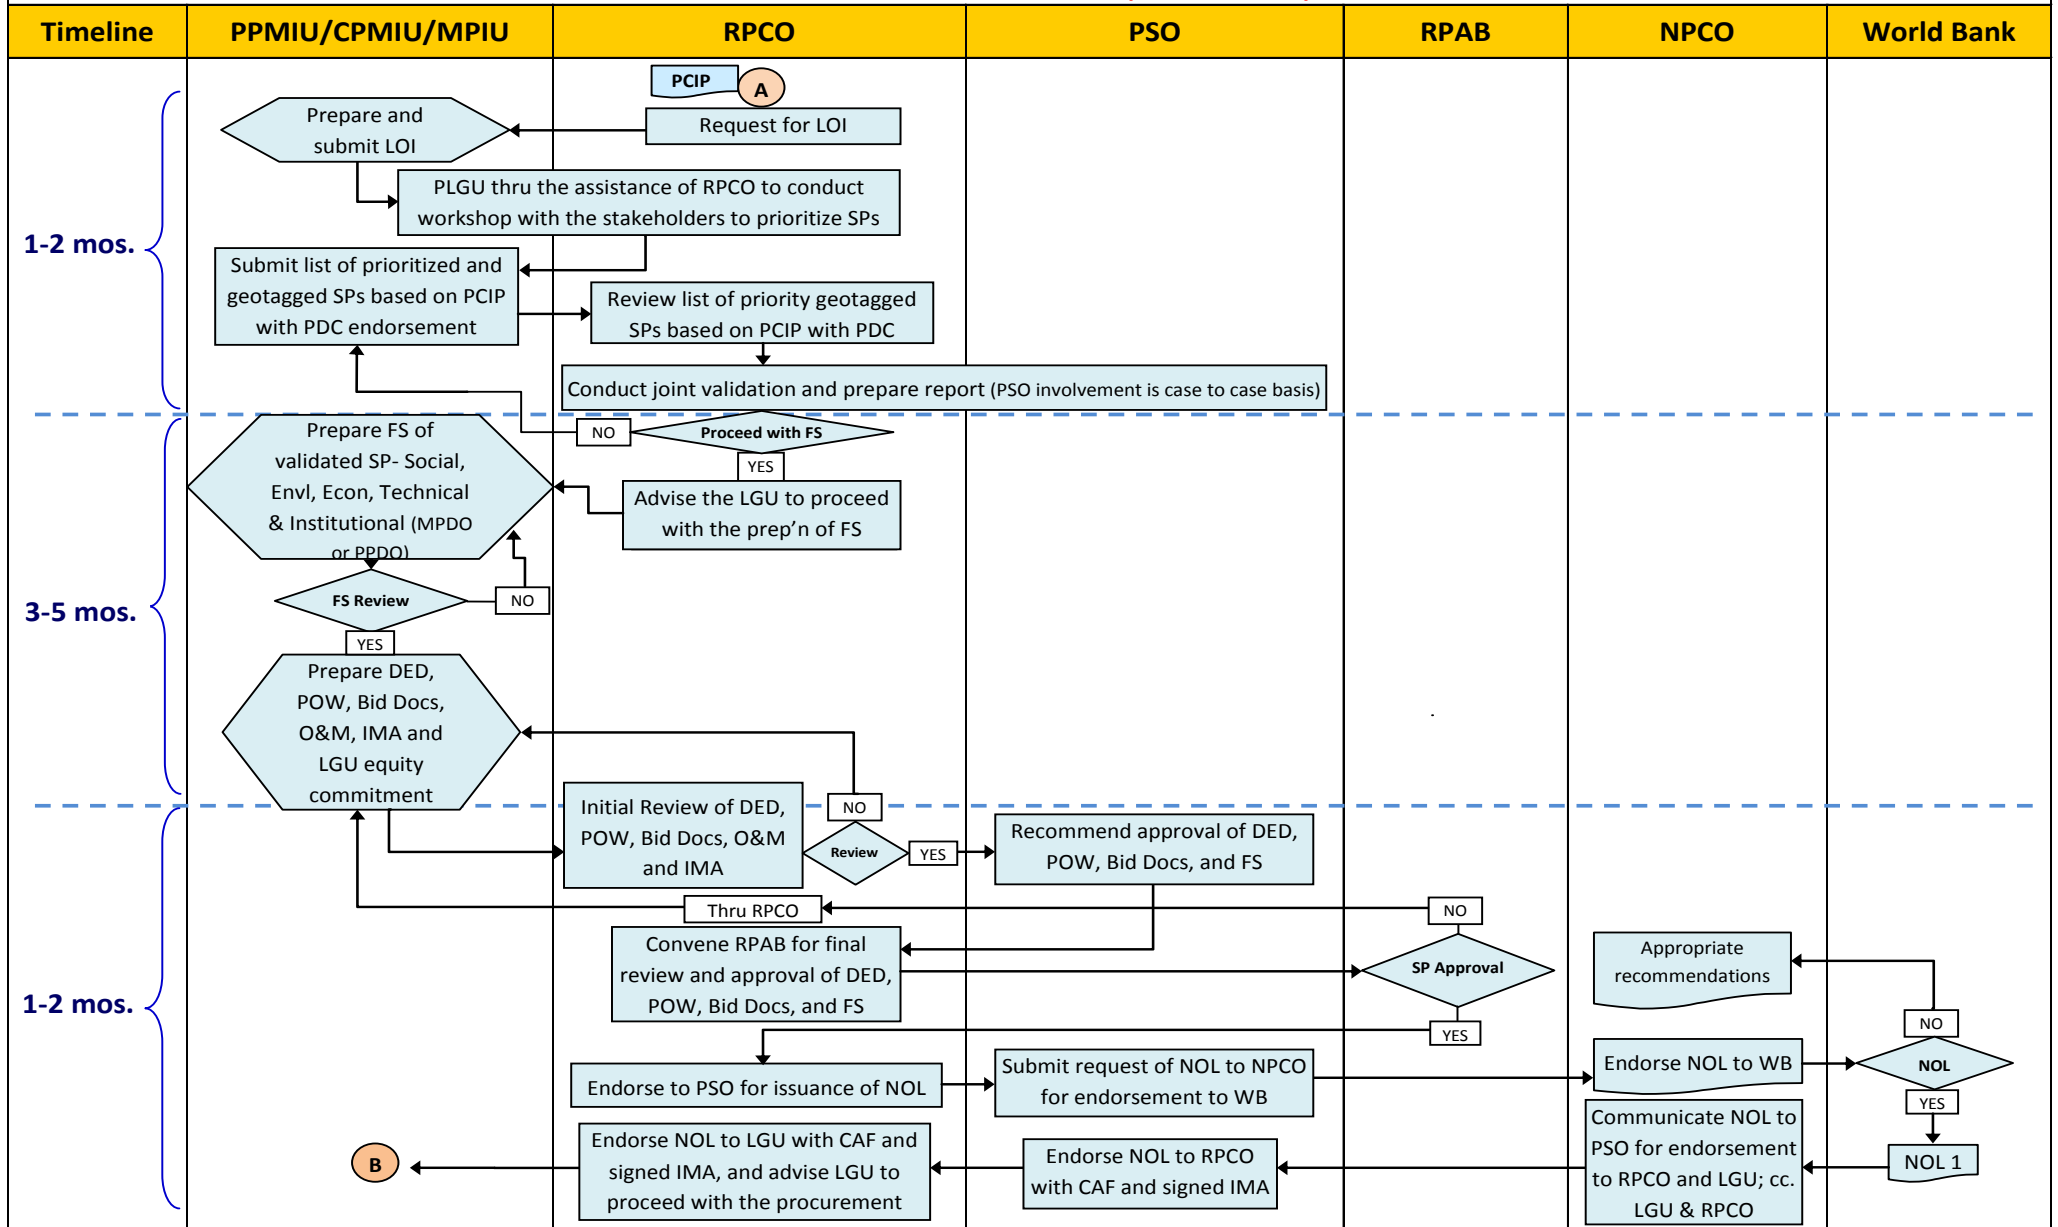 Timeline
PPMIU/CPMIU/MPIU
RPCO
PSO
RPAB
NPCO
World Bank
PCIP
A
Prepare and
submit LOI
Request for LOI
PLGU thru the assistance of RPCO to conduct
workshop with the stakeholders to prioritize SPs
1-2 mos.
Submit list of prioritized and
geotagged SPs based on PCIP
with PDC endorsement
Review list of priority geotagged
SPs based on PCIP with PDC
Conduct joint validation and prepare report (PSO involvement is case to case basis)
NO
Proceed with FS
YES
Prepare FS of
validated SP- Social,
Envl, Econ, Technical
& Institutional (MPDO
or PPDO)
Advise the LGU to proceed
with the prep’n of FS
3-5 mos.
FS Review
NO
YES
Prepare DED,
POW, Bid Docs,
O&M, IMA and
LGU equity
commitment
Initial Review of DED,
POW, Bid Docs, O&M
and IMA
NO
Review
YES
Recommend approval of DED,
POW, Bid Docs, and FS
Thru RPCO
NO
1-2 mos.
Convene RPAB for final
review and approval of DED,
POW, Bid Docs, and FS
SP Approval
YES
Appropriate
recommendations
NO
Endorse to PSO for issuance of NOL
Submit request of NOL to NPCO
for endorsement to WB
Endorse NOL to WB
NOL
YES
B
Endorse NOL to LGU with CAF and
signed IMA, and advise LGU to
proceed with the procurement
Endorse NOL to RPCO
with CAF and signed IMA
Communicate NOL to
PSO for endorsement
to RPCO and LGU; cc.
LGU & RPCO
NOL 1